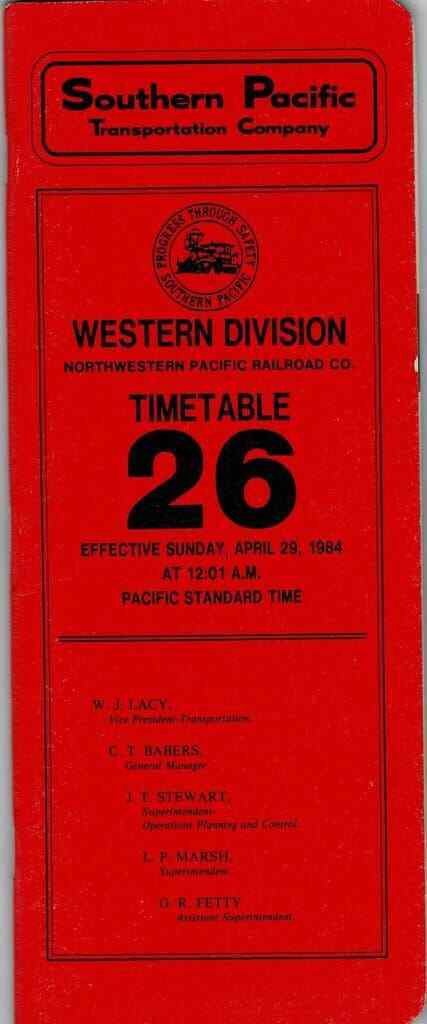 Southern Pacific
Transportation Company
PROGRESS THROUGH SAFETY
SOUTHERN PACIFIC
WESTERN DIVISION
NORTHWESTERN PACIFIC RAILROAD CO.
TIMETABLE
26
EFFECTIVE SUNDAY, APRIL 29, 1984
AT 12:01 A.M.
PACIFIC STANDARD TIME
W. J. LACY,
Vice President-Transportation.
C. T. BABERS,
General Manager
J. T. STEWART,
Superintendent-
Operations Planning and Control.
L. P. MARSH,
Superintendent
G. R. FETTY
Assistant Superintendent.